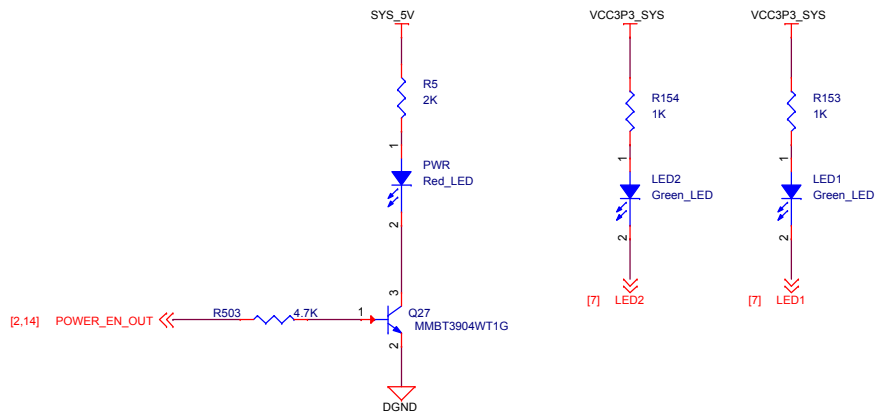 SYS_5V
VCC3P3_SYS
VCC3P3_SYS
R5
2K
R154
1K
R153
1K
1
1
1
PWR
Red_LED
LED2
Green_LED
LED1
Green_LED
2
2
2
3
[7] LED2
[7] LED1
[2,14] POWER_EN_OUT
R503
4.7K
1
Q27
MMBT3904WT1G
2
DGND